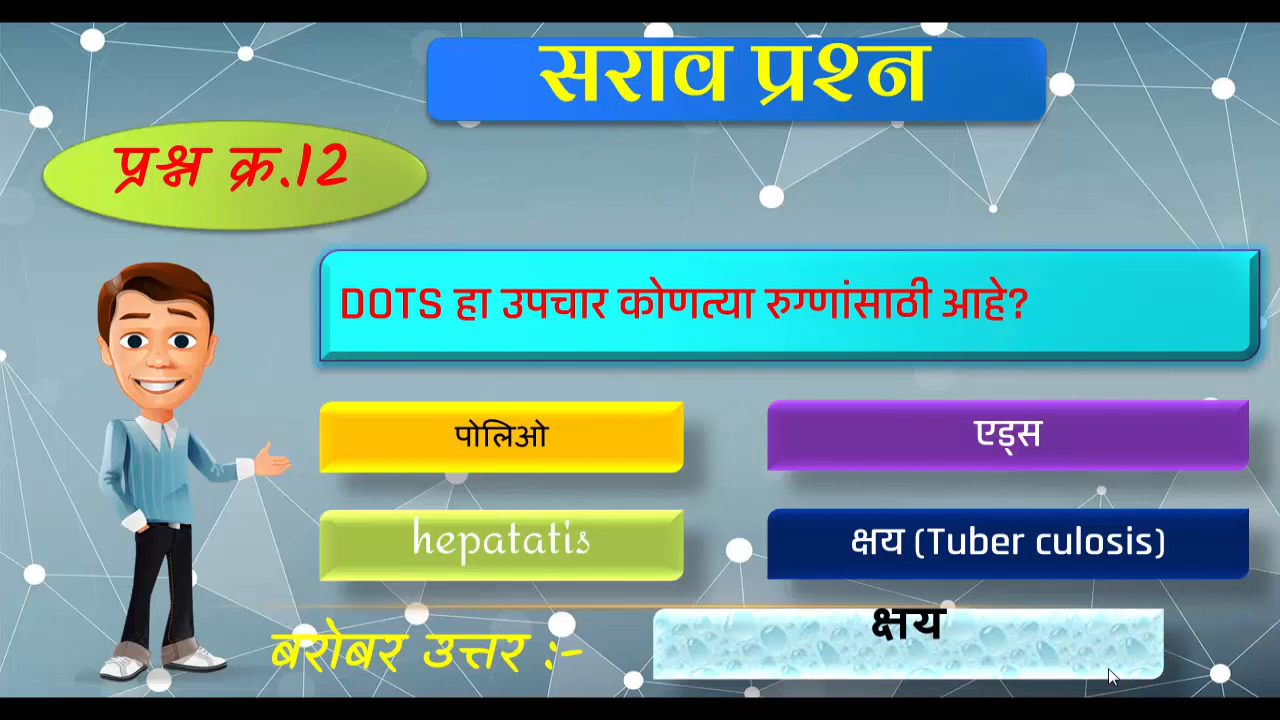 सराव प्रश्न
प्रश्न क्र.12
DOTS हा उपचार कोणत्या रुग्णांसाठी आहे?
पोलिओ
एड्स
hepatatis
क्षय (Tuber culosis)
बरोबर उत्तर :-
क्षय